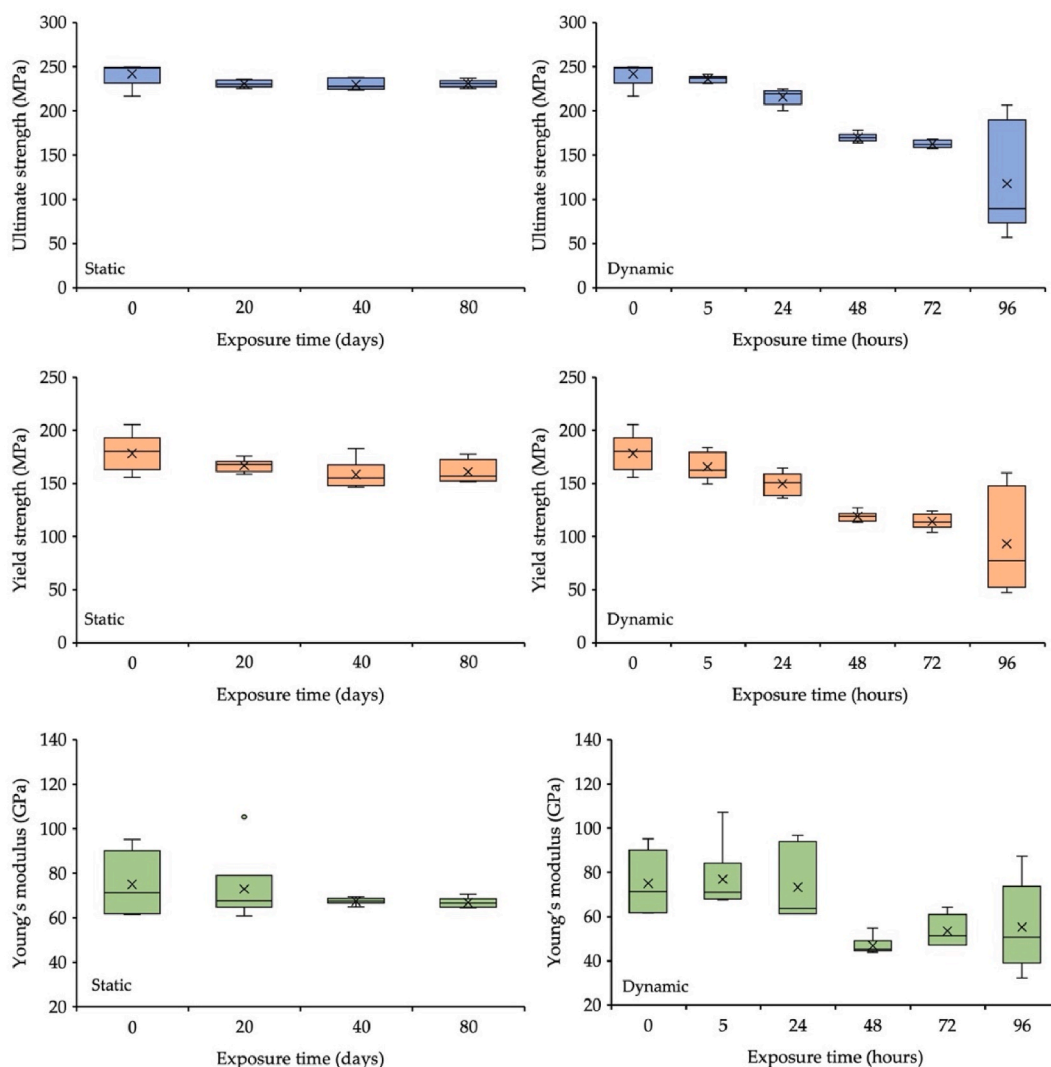 Ultimate strength (MPa)
300
250
200
150
100
50
0
Static
0 20 40 80
Exposure time (days)
Ultimate strength (MPa)
300
250
200
150
100
50
0
Dynamic
0 5 24 48 72 96
Exposure time (hours)
Yield strength (MPa)
250
200
150
100
50
0
Static
0 20 40 80
Exposure time (days)
Yield strength (MPa)
250
200
150
100
50
0
Dynamic
0 5 24 48 72 96
Exposure time (hours)
Young's modulus (GPa)
140
120
100
80
60
40
20
Static
0 20 40 80
Exposure time (days)
Young's modulus (GPa)
140
120
100
80
60
40
20
Dynamic
0 5 24 48 72 96
Exposure time (hours)